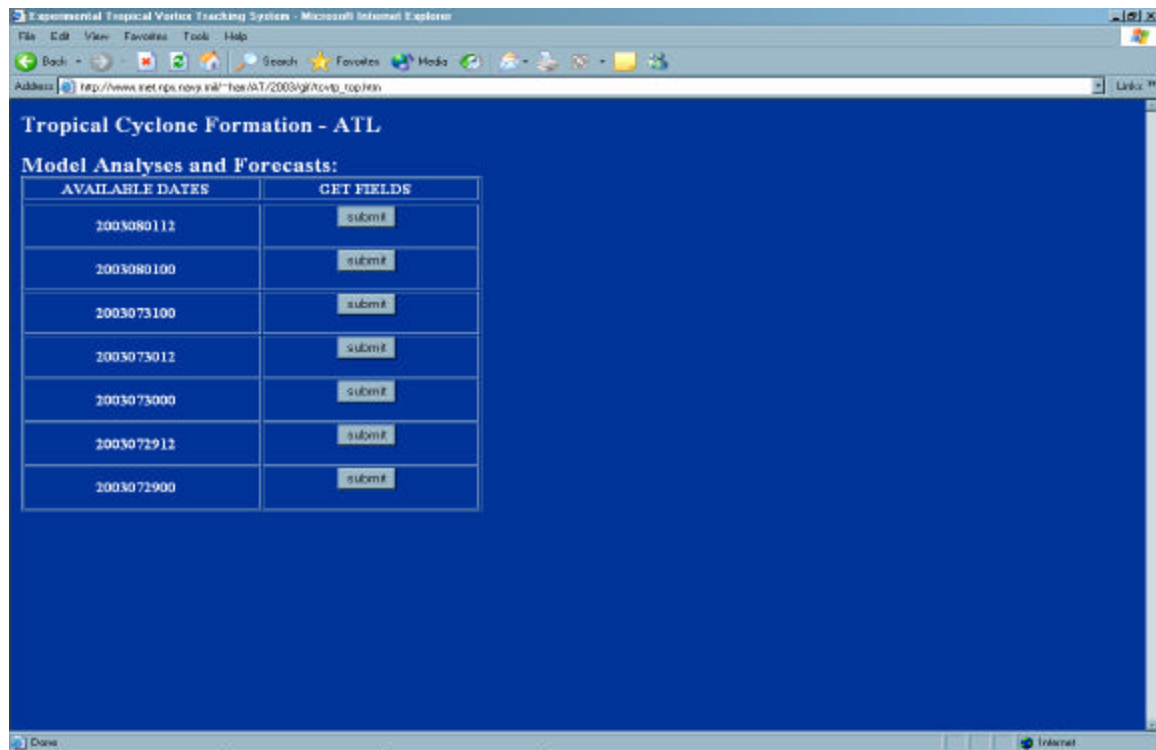 Experimental Tropical Vortex Tracking System - Microsoft Internet Explorer
File Edit View Favorites Tools Help
Back Search Favorites Media
Address Links
Tropical Cyclone Formation - ATL
Model Analyses and Forecasts:
AVAILABLE DATES GET FIELDS
2003080112 submit
2003080100 submit
2003073100 submit
2003073012 submit
2003073000 submit
2003072912 submit
2003072900 submit
Done Internet